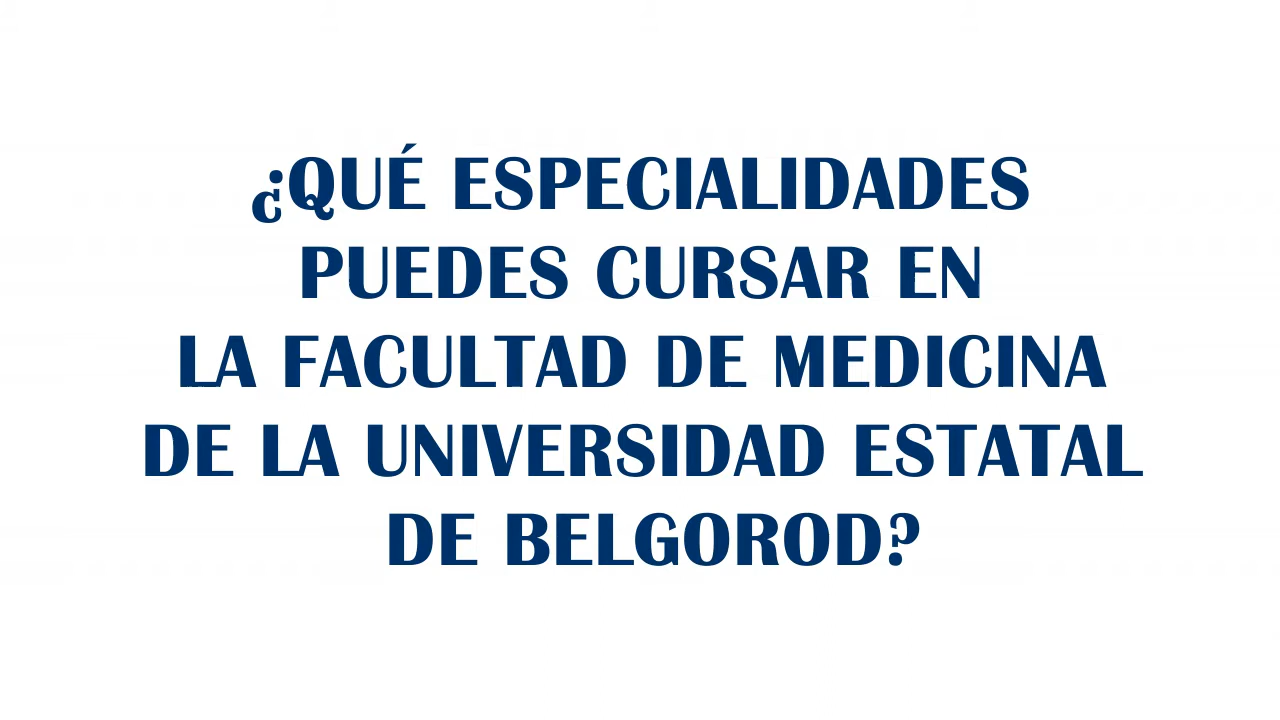 ¿QUÉ ESPECIALIDADES
PUEDES CURSAR EN
LA FACULTAD DE MEDICINA
DE LA UNIVERSIDAD ESTATAL
DE BELGOROD?